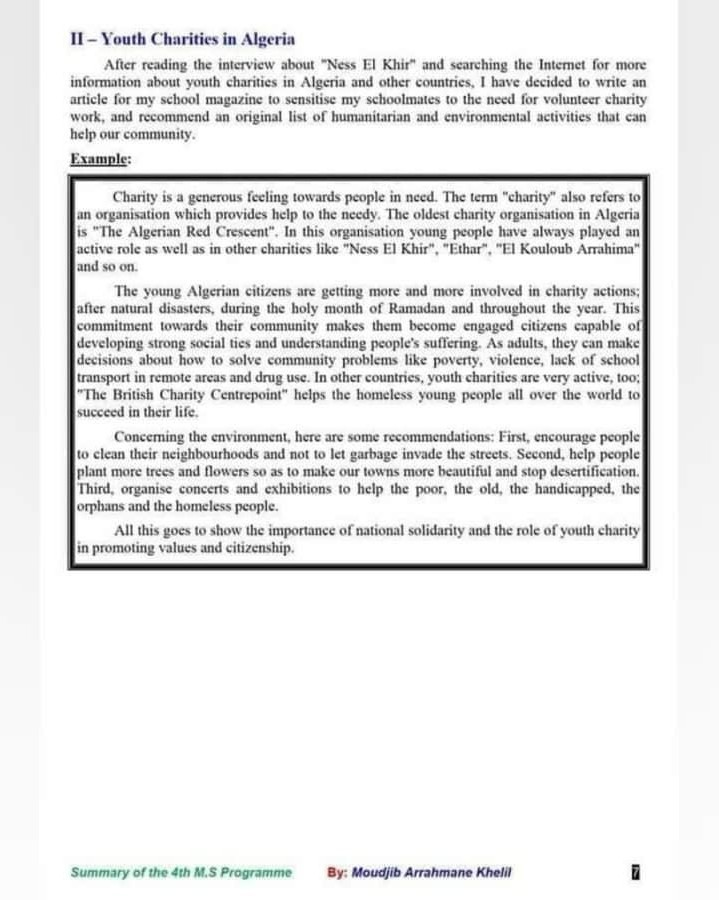 II – Youth Charities in Algeria
After reading the interview about "Ness El Khir" and searching the Internet for more
information about youth charities in Algeria and other countries, I have decided to write an
article for my school magazine to sensitise my schoolmates to the need for volunteer charity
work, and recommend an original list of humanitarian and environmental activities that can
help our community.
Example:
Charity is a generous feeling towards people in need. The term "charity" also refers to
an organisation which provides help to the needy. The oldest charity organisation in Algeria
is "The Algerian Red Crescent". In this organisation young people have always played an
active role as well as in other charities like "Ness El Khir", "Ethar", "El Kouloub Arrahima"
and so on.
The young Algerian citizens are getting more and more involved in charity actions;
after natural disasters, during the holy month of Ramadan and throughout the year. This
commitment towards their community makes them become engaged citizens capable of
developing strong social ties and understanding people's suffering. As adults, they can make
decisions about how to solve community problems like poverty, violence, lack of school
transport in remote areas and drug use. In other countries, youth charities are very active, too;
"The British Charity Centrepoint" helps the homeless young people all over the world to
succeed in their life.
Concerning the environment, here are some recommendations: First, encourage people
to clean their neighbourhoods and not to let garbage invade the streets. Second, help people
plant more trees and flowers so as to make our towns more beautiful and stop desertification.
Third, organise concerts and exhibitions to help the poor, the old, the handicapped, the
orphans and the homeless people.
All this goes to show the importance of national solidarity and the role of youth charity
in promoting values and citizenship.
Summary of the 4th M.S Programme By: Moudjib Arrahmane Khelil 7